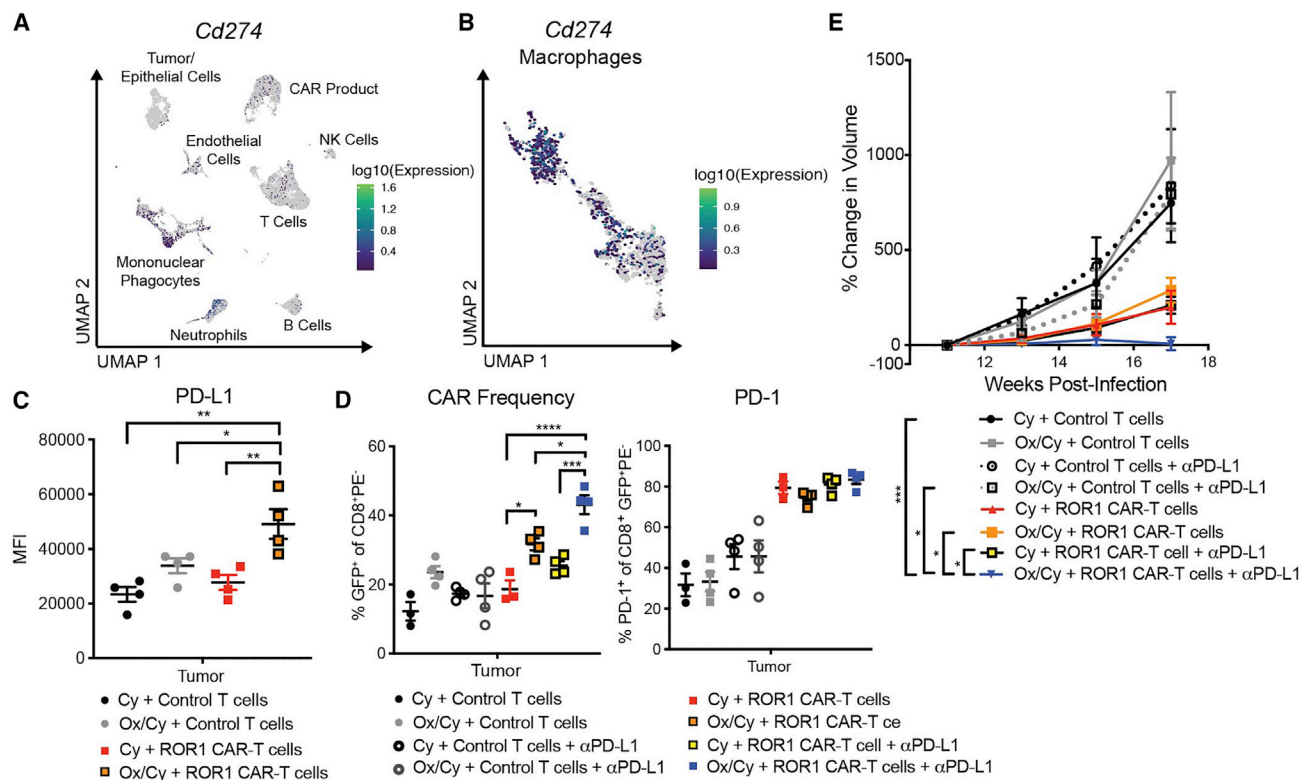 A
Cd274
Tumor/
Epithelial Cells
CAR Product
Endothelial
Cells
NK Cells
log10(Expression)
1.6
1.2
0.8
0.4
T Cells
Mononuclear
Phagocytes
Neutrophils
B Cells
UMAP 2
UMAP 1
B
Cd274
Macrophages
log10(Expression)
0.9
0.6
0.3
UMAP 2
UMAP 1
E
% Change in Volume
1500
1000
500
0
-100
12 14 16 18
Weeks Post-Infection
Cy + Control T cells
Ox/Cy + Control T cells
Cy + Control T cells + αPD-L1
Ox/Cy + Control T cells + αPD-L1
Cy + ROR1 CAR-T cells
Ox/Cy + ROR1 CAR-T cells
Cy + ROR1 CAR-T cell + αPD-L1
Ox/Cy + ROR1 CAR-T cells + αPD-L1
***
*
*
*
C
PD-L1
**
*
**
MFI
80000
60000
40000
20000
0
Tumor
Cy + Control T cells
Ox/Cy + Control T cells
Cy + ROR1 CAR-T cells
Ox/Cy + ROR1 CAR-T cells
D
CAR Frequency
****
*
***
*
% GFP⁺ of CD8⁺PE⁻
60
40
20
0
Tumor
PD-1
% PD-1⁺ of CD8⁺ GFP⁺PE⁻
100
80
60
40
20
0
Tumor
Cy + Control T cells
Ox/Cy + Control T cells
Cy + Control T cells + αPD-L1
Ox/Cy + Control T cells + αPD-L1
Cy + ROR1 CAR-T cells
Ox/Cy + ROR1 CAR-T ce
Cy + ROR1 CAR-T cell + αPD-L1
Ox/Cy + ROR1 CAR-T cells + αPD-L1